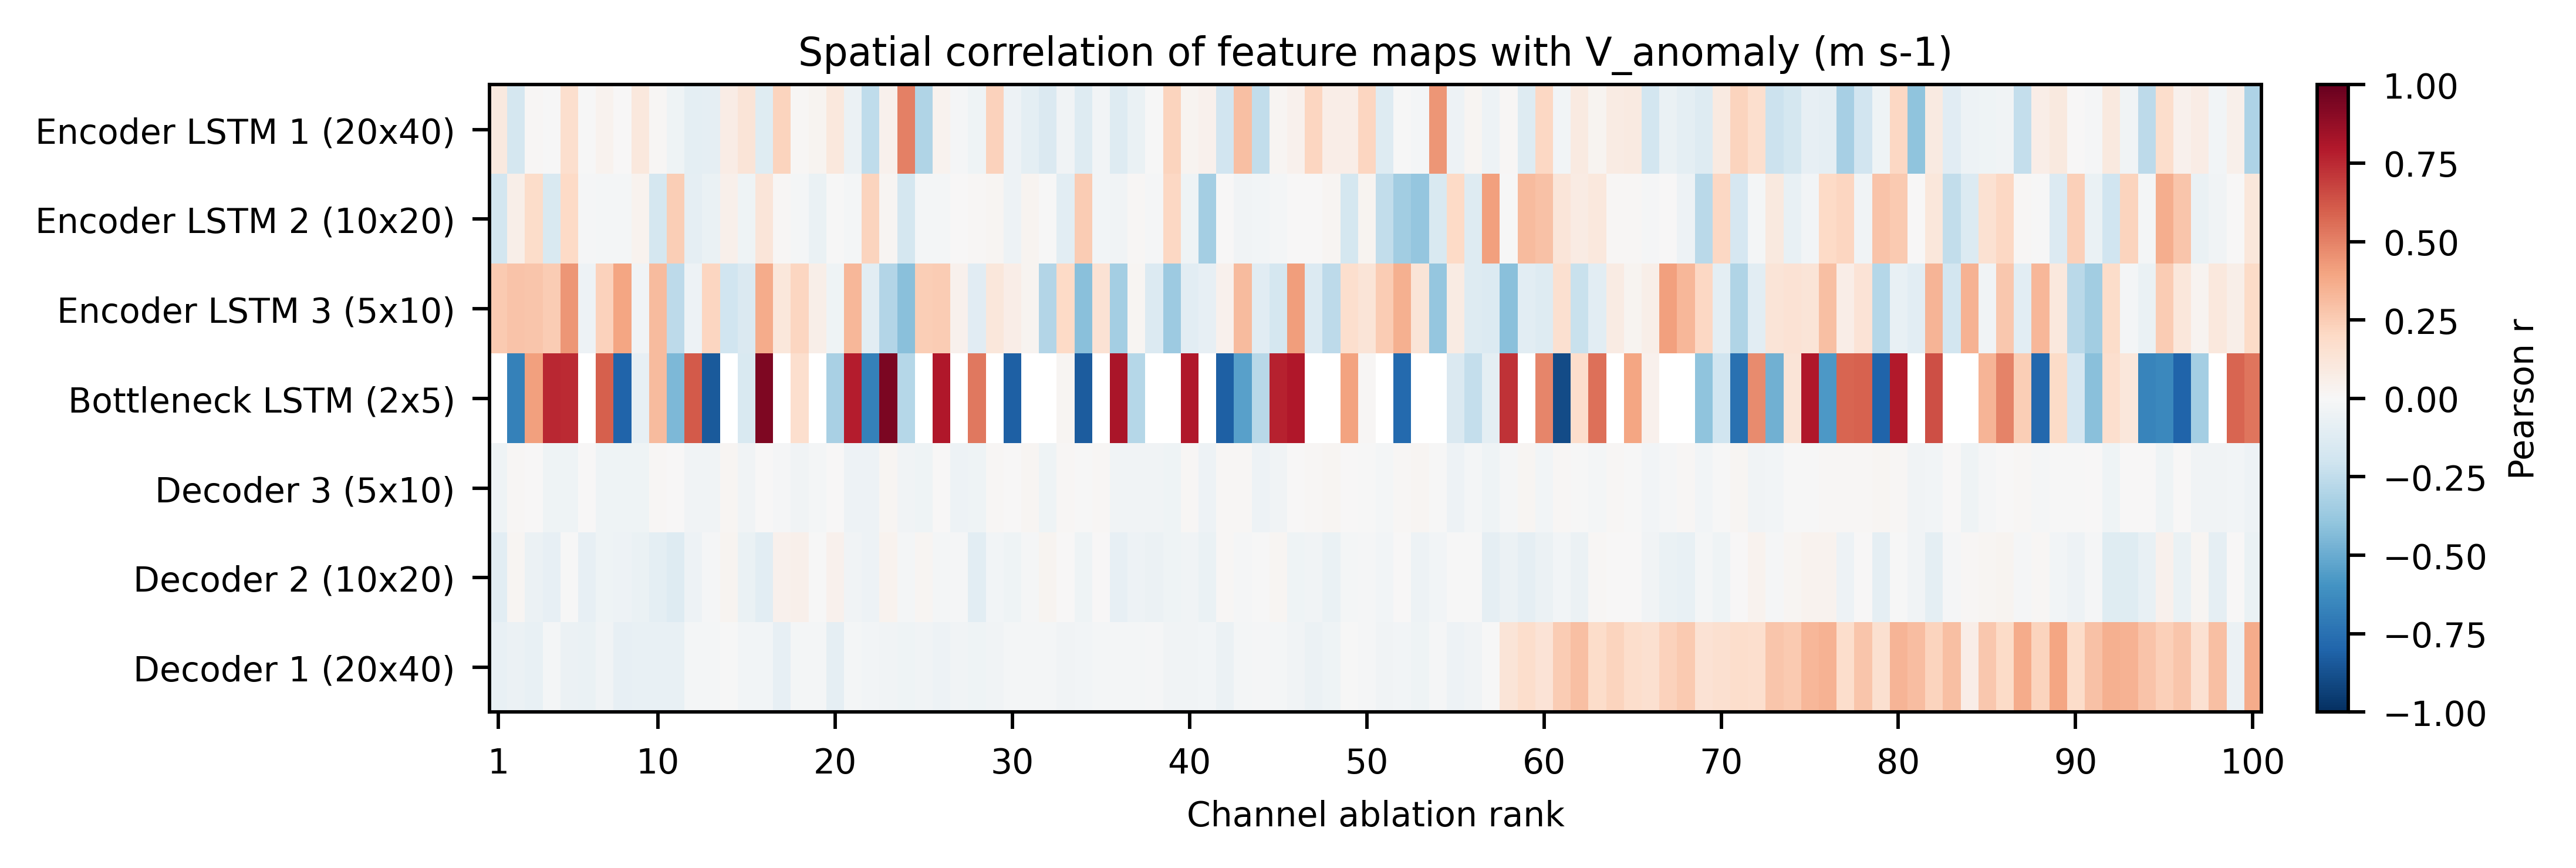 Spatial correlation of feature maps with V_anomaly (m s-1)
Encoder LSTM 1 (20x40)
Encoder LSTM 2 (10x20)
Encoder LSTM 3 (5x10)
Bottleneck LSTM (2x5)
Decoder 3 (5x10)
Decoder 2 (10x20)
Decoder 1 (20x40)
1 10 20 30 40 50 60 70 80 90 100
Channel ablation rank
1.00
0.75
0.50
0.25
0.00
−0.25
−0.50
−0.75
−1.00
Pearson r